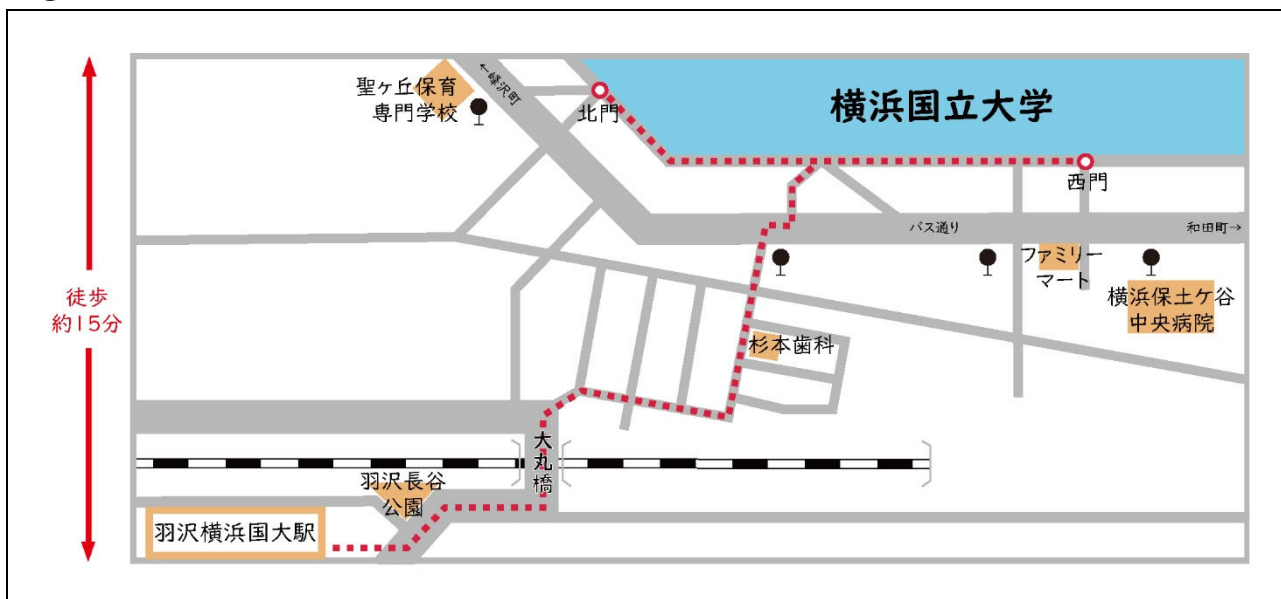 聖ヶ丘保育
専門学校
←峰沢町
北門
横浜国立大学
西門
バス通り
和田町→
ファミリー
マート
横浜保土ケ谷
中央病院
徒歩
約15分
杉本歯科
大丸橋
羽沢長谷
公園
羽沢横浜国大駅